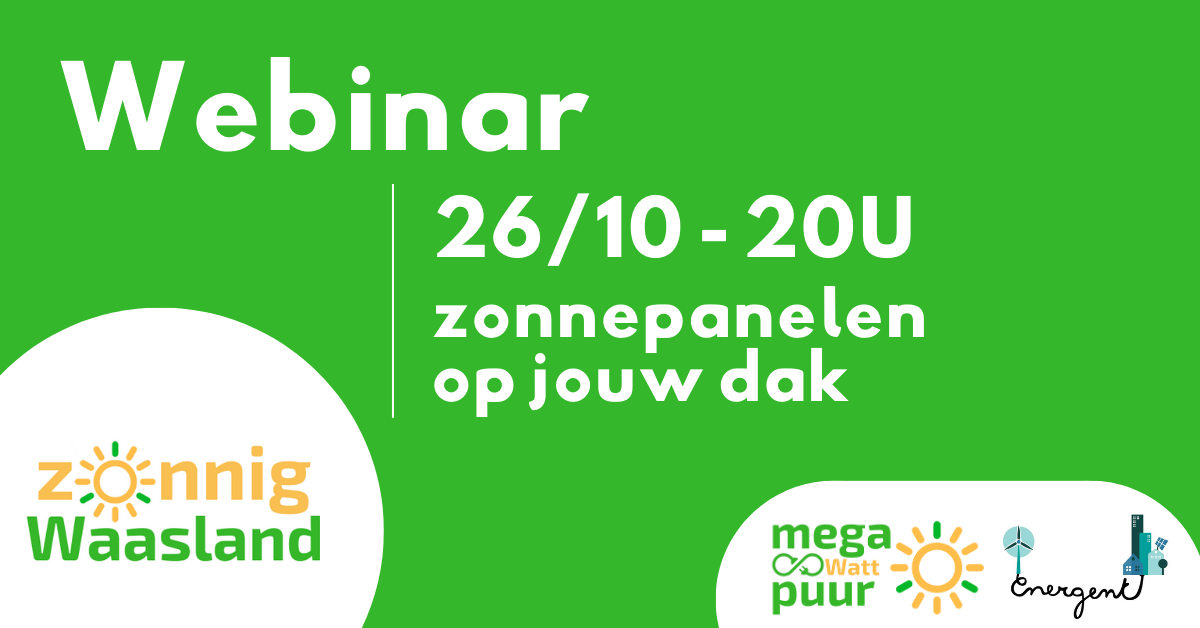 Webinar
26/10 - 20U
zonnepanelen
op jouw dak
zonnig
Waasland
mega
Watt
puur
Energent